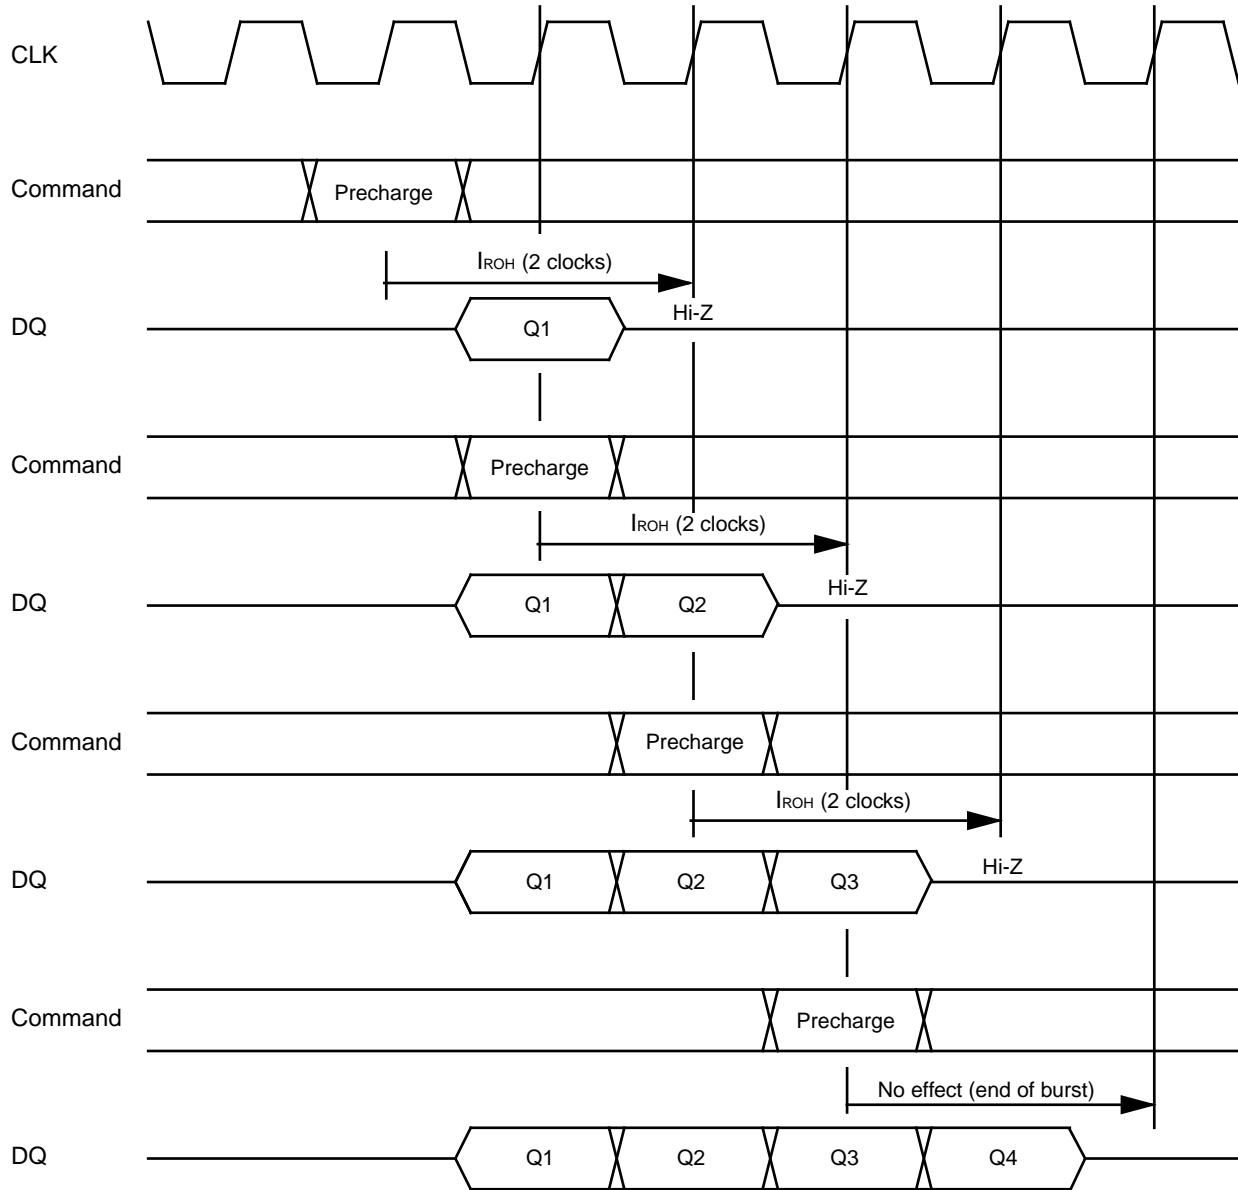 CLK
Command
Precharge
IROH (2 clocks)
DQ
Q1
Hi-Z
Command
Precharge
IROH (2 clocks)
DQ
Q1
Q2
Hi-Z
Command
Precharge
IROH (2 clocks)
DQ
Q1
Q2
Q3
Hi-Z
Command
Precharge
No effect (end of burst)
DQ
Q1
Q2
Q3
Q4